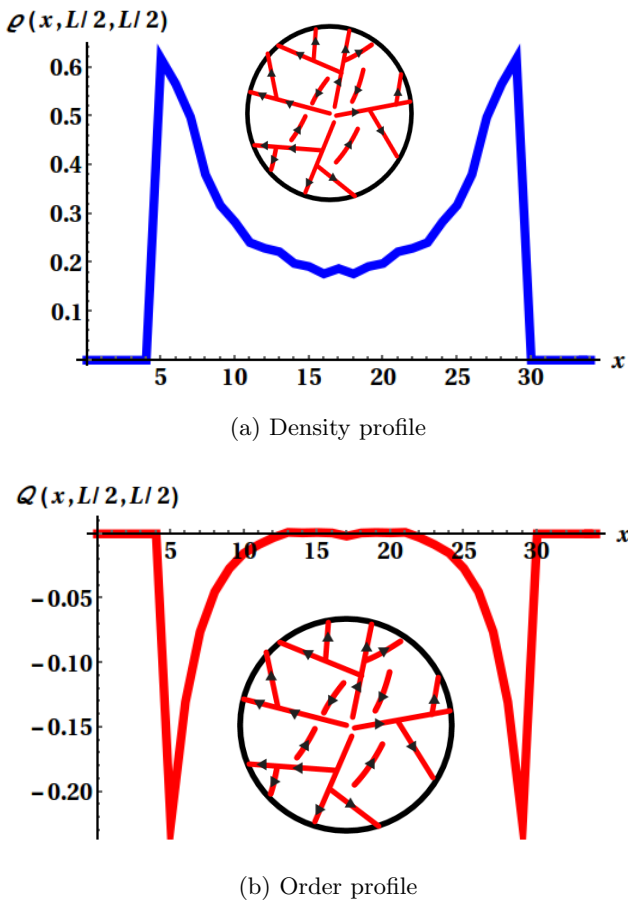 ϱ(x,L/2,L/2)
0.6
0.5
0.4
0.3
0.2
0.1
5 10 15 20 25 30 x
(a) Density profile
𝒬(x,L/2,L/2)
5 10 15 20 25 30 x
−0.05
−0.10
−0.15
−0.20
(b) Order profile